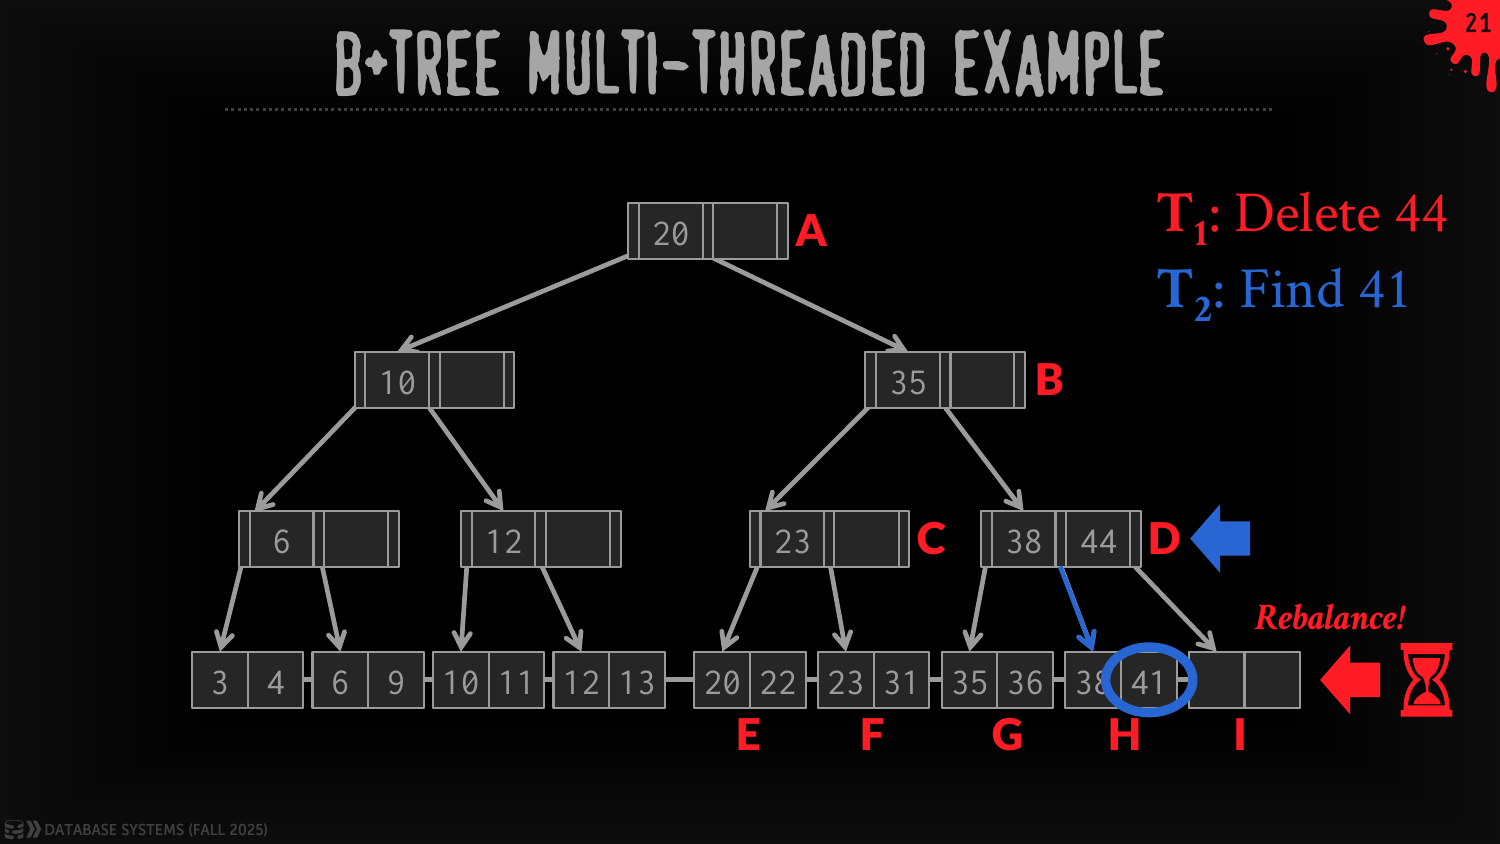 21
B+TREE MULTI-THREADED EXAMPLE
T1: Delete 44
T2: Find 41
20 A
10
35 B
6
12
23 C
38 44 D
Rebalance!
3 4
6 9
10 11
12 13
20 22
23 31
35 36
38 41
E F G H I
DATABASE SYSTEMS (FALL 2025)